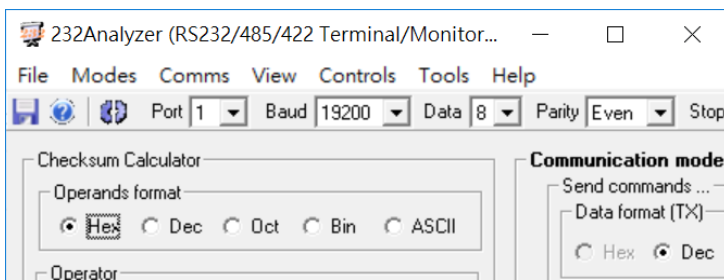 232Analyzer (RS232/485/422 Terminal/Monitor...
File Modes Comms View Controls Tools Help
Port 1 Baud 19200 Data 8 Parity Even Stop
Checksum Calculator
Operands format
Hex Dec Oct Bin ASCII
Operator
Communication mode
Send commands ...
Data format (TX)
Hex Dec